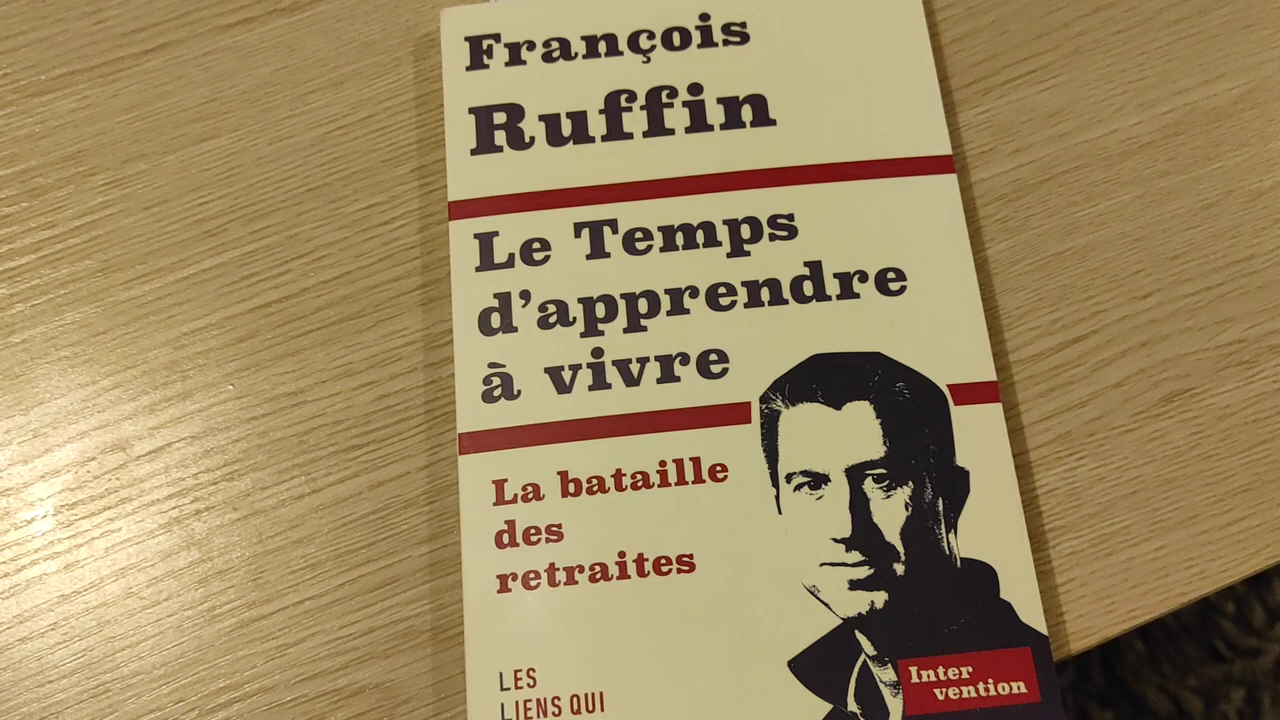 François
Ruffin
Le Temps
d'apprendre
à vivre
La bataille
des
retraites
LES
LIENS QUI
Inter
vention